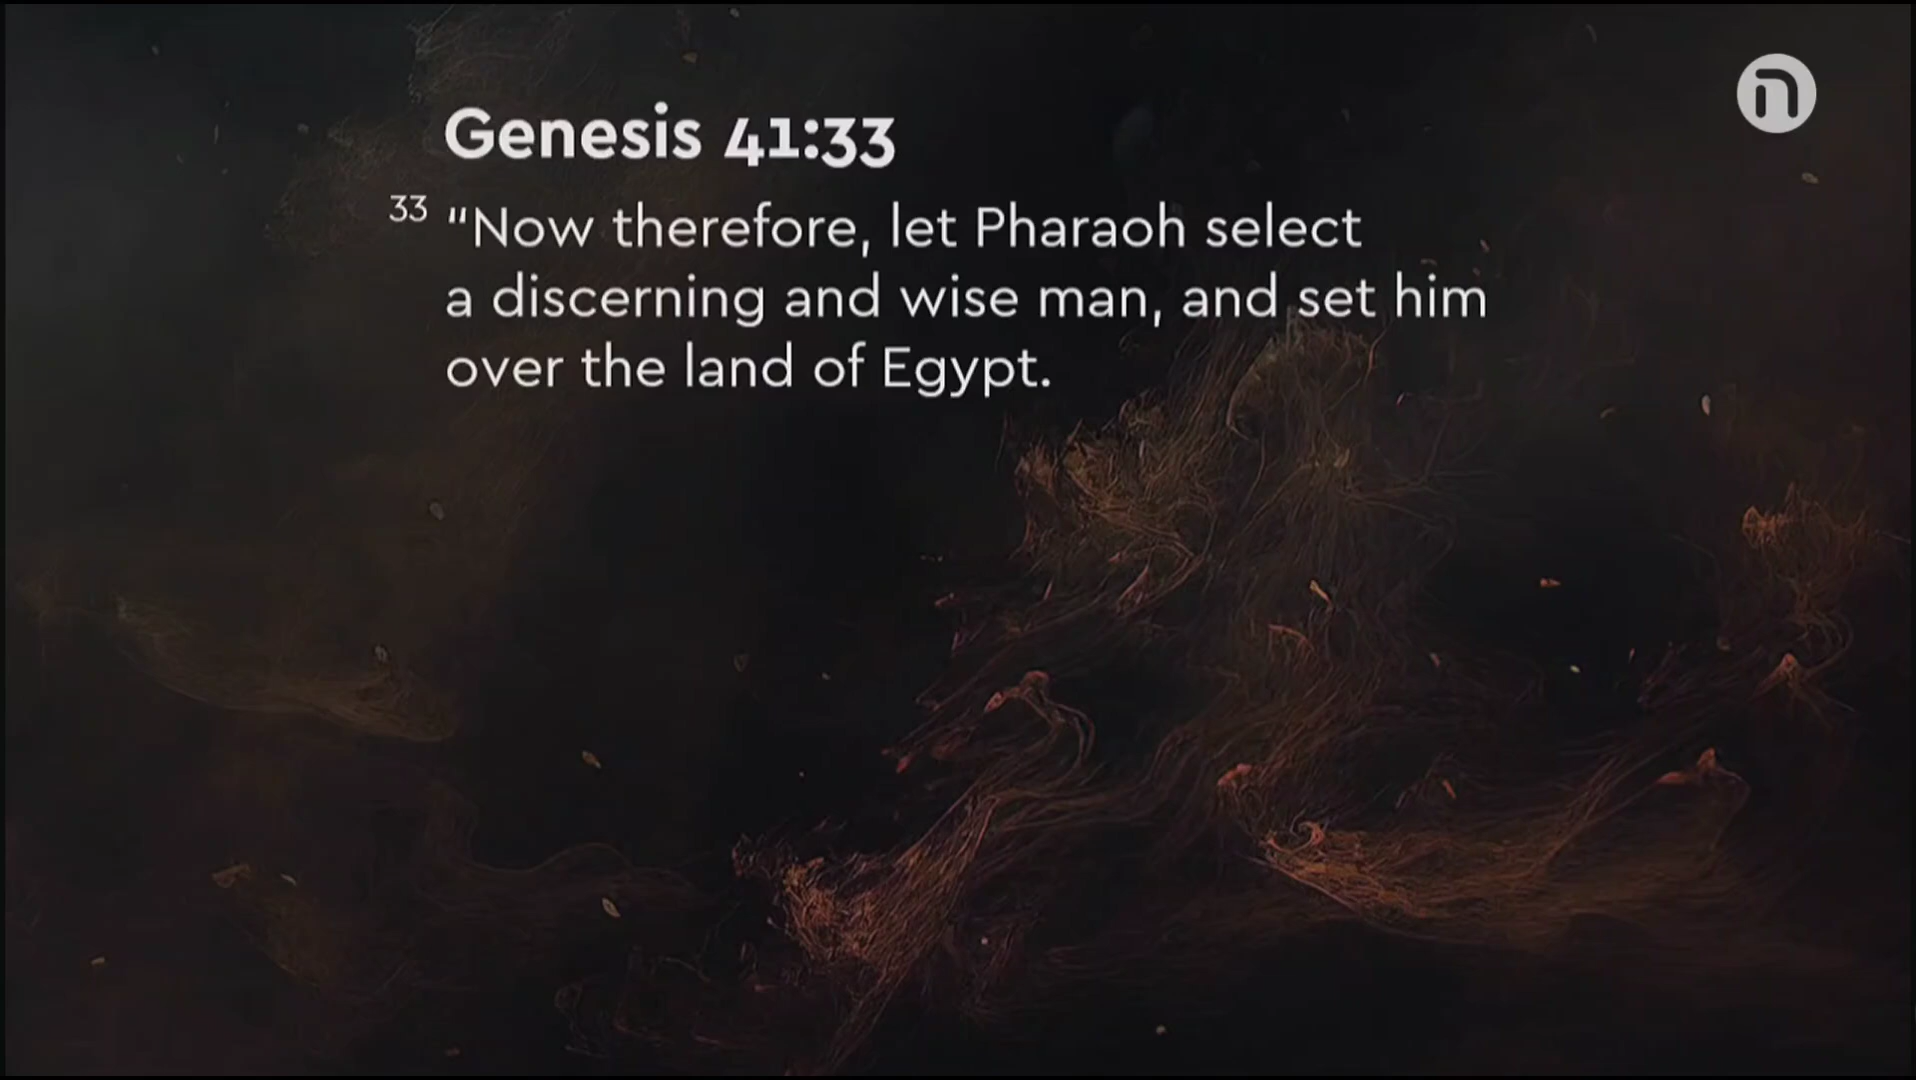 Genesis 41:33
33 "Now therefore, let Pharaoh select
a discerning and wise man, and set him
over the land of Egypt.